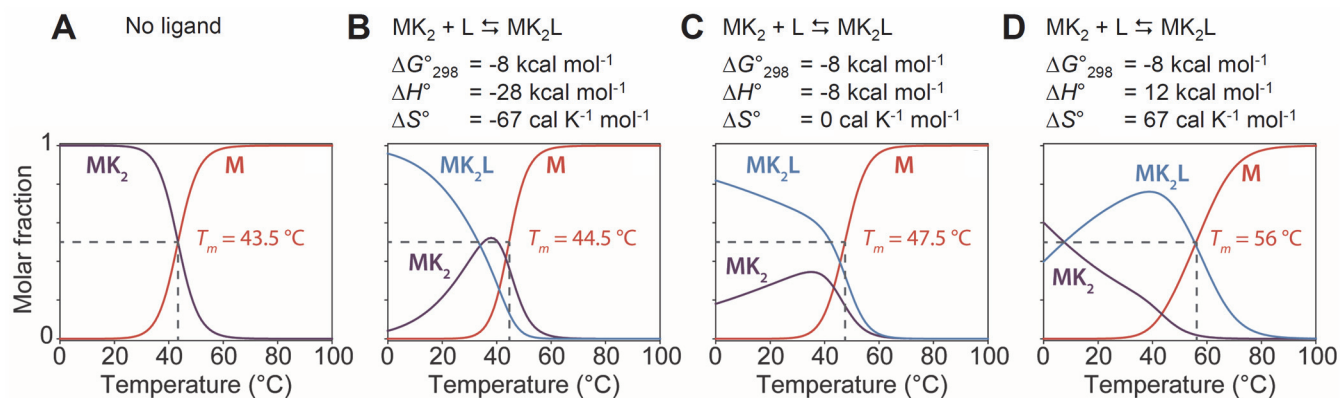 A No ligand
B MK₂ + L ⇆ MK₂L
ΔG°₂₉₈ = -8 kcal mol⁻¹
ΔH° = -28 kcal mol⁻¹
ΔS° = -67 cal K⁻¹ mol⁻¹
C MK₂ + L ⇆ MK₂L
ΔG°₂₉₈ = -8 kcal mol⁻¹
ΔH° = -8 kcal mol⁻¹
ΔS° = 0 cal K⁻¹ mol⁻¹
D MK₂ + L ⇆ MK₂L
ΔG°₂₉₈ = -8 kcal mol⁻¹
ΔH° = 12 kcal mol⁻¹
ΔS° = 67 cal K⁻¹ mol⁻¹
Molar fraction
1
0
MK₂
M
Tm = 43.5 °C
0 20 40 60 80 100
Temperature (°C)
MK₂L
M
MK₂
Tm = 44.5 °C
0 20 40 60 80 100
Temperature (°C)
MK₂L
M
MK₂
Tm = 47.5 °C
0 20 40 60 80 100
Temperature (°C)
MK₂L
M
MK₂
Tm = 56 °C
0 20 40 60 80 100
Temperature (°C)